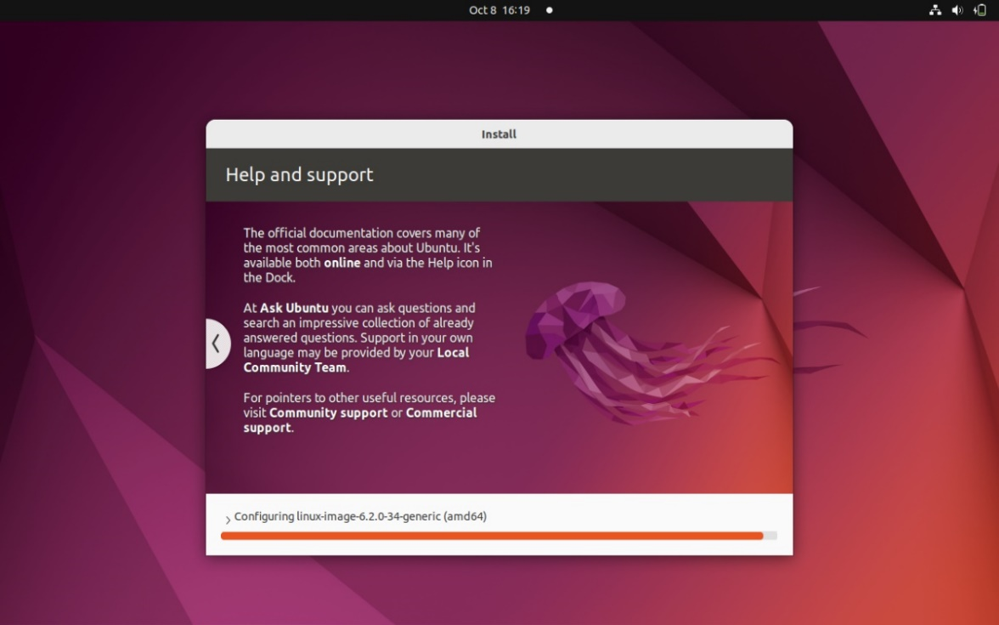 Oct 8 16:19
Install
Help and support
The official documentation covers many of
the most common areas about Ubuntu. It's
available both online and via the Help icon in
the Dock.
At Ask Ubuntu you can ask questions and
search an impressive collection of already
answered questions. Support in your own
language may be provided by your Local
Community Team.
For pointers to other useful resources, please
visit Community support or Commercial
support.
Configuring linux-image-6.2.0-34-generic (amd64)